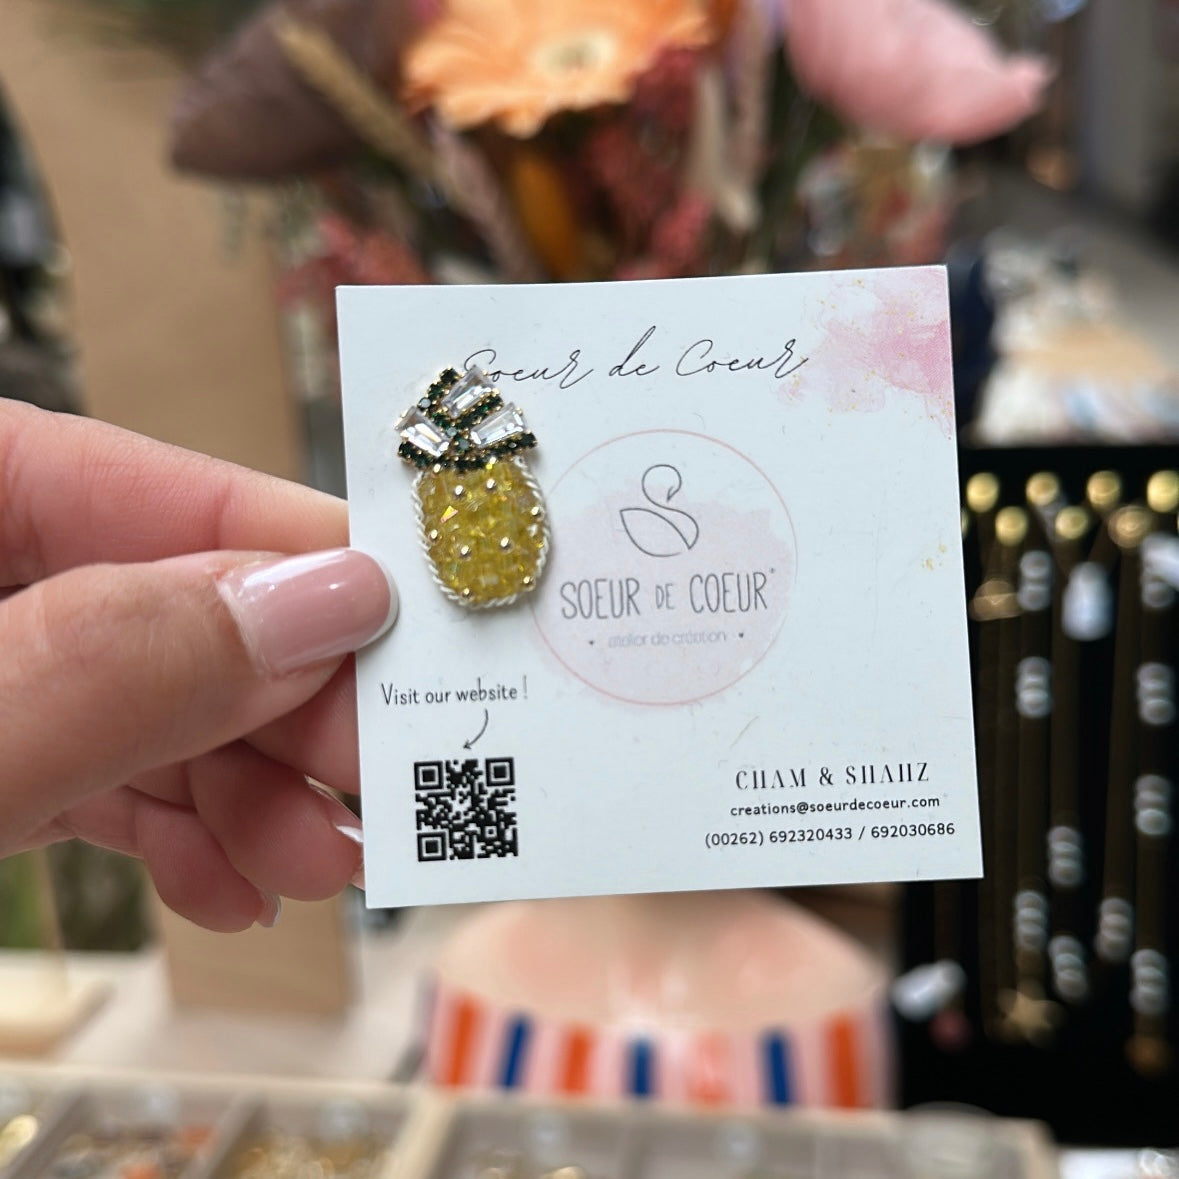 Soeur de Coeur
SOEUR DE COEUR®
• atelier de création •
Visit our website !
CHAM & SHAHZ
creations@soeurdecoeur.com
(00262) 692320433 / 692030686